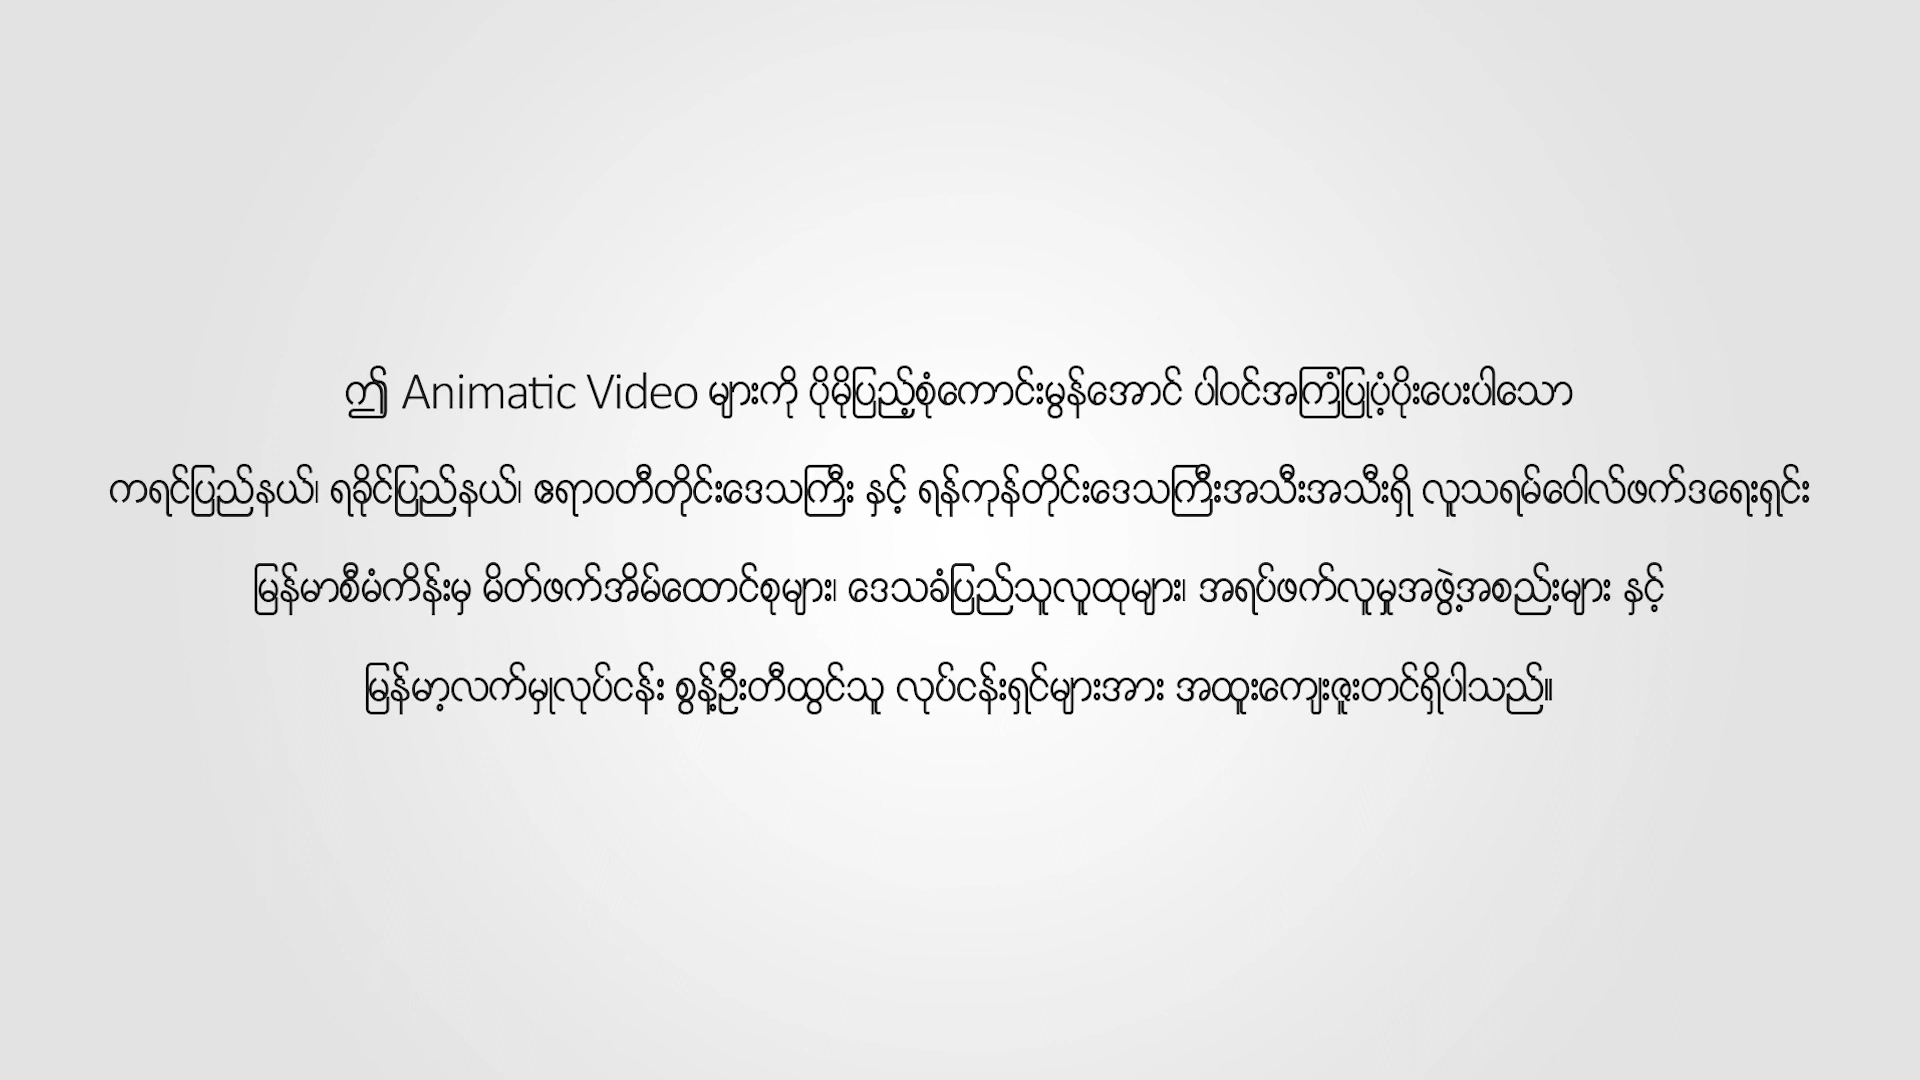 ဤ Animatic Video များကို ပိုမိုပြည့်စုံကောင်းမွန်အောင် ပါဝင်အကြံပြုပံ့ပိုးပေးပါသော
ကရင်ပြည်နယ်၊ ရခိုင်ပြည်နယ်၊ ဧရာဝတီတိုင်းဒေသကြီး နှင့် ရန်ကုန်တိုင်းဒေသကြီးအသီးအသီးရှိ လူသရမ်ဝေါလ်ဖက်ဒရေးရှင်း
မြန်မာစီမံကိန်းမှ မိတ်ဖက်အိမ်ထောင်စုများ၊ ဒေသခံပြည်သူလူထုများ၊ အရပ်ဖက်လူမှုအဖွဲ့အစည်းများ နှင့်
မြန်မာ့လက်မှုလုပ်ငန်း စွန့်ဦးတီထွင်သူ လုပ်ငန်းရှင်များအား အထူးကျေးဇူးတင်ရှိပါသည်။